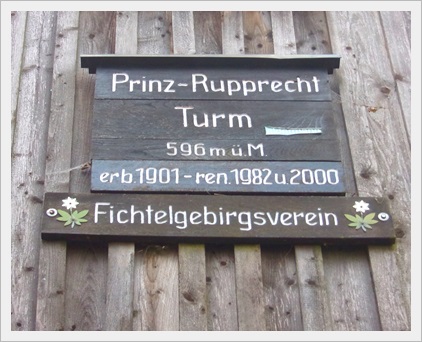 Prinz-Rupprecht
Turm
596 m ü. M
erb.1901-ren.1982 u.2000
Fichtelgebirgsverein